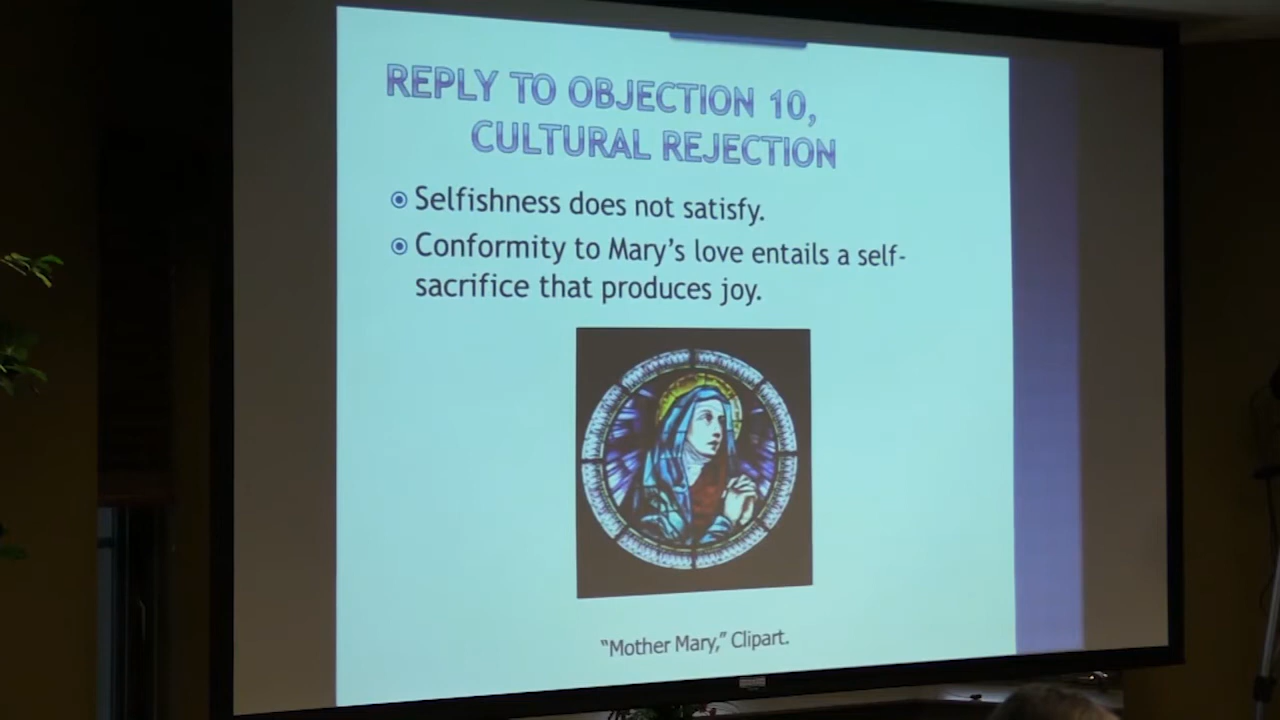 REPLY TO OBJECTION 10,
CULTURAL REJECTION
Selfishness does not satisfy.
Conformity to Mary's love entails a self-
sacrifice that produces joy.
"Mother Mary," Clipart.